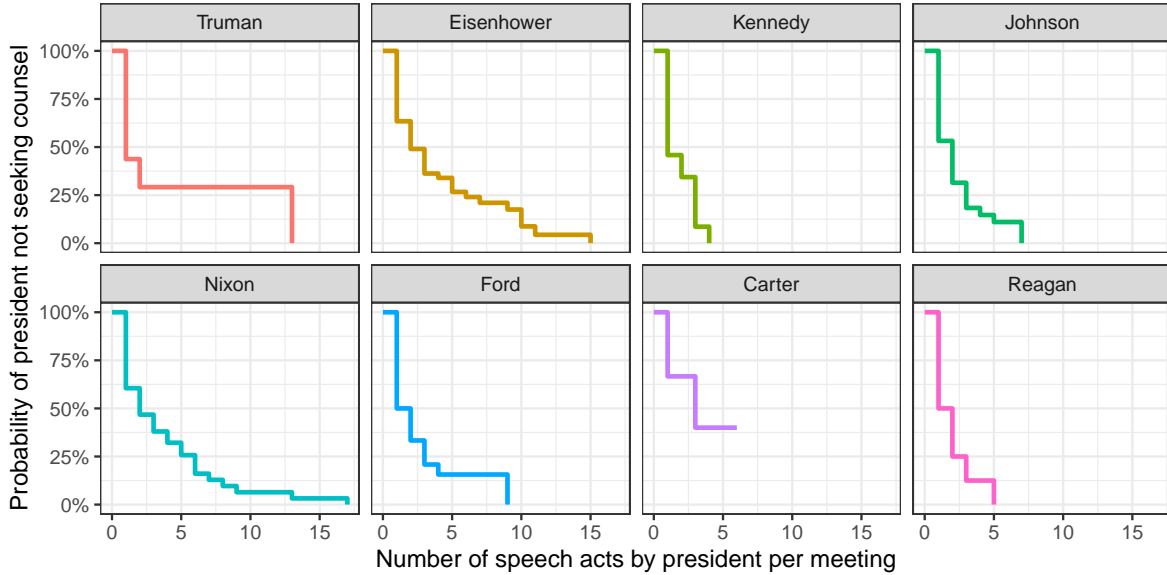 Truman Eisenhower Kennedy Johnson
100%
75%
50%
25%
0%
Nixon Ford Carter Reagan
100%
75%
50%
25%
0%
0 5 10 15 0 5 10 15 0 5 10 15 0 5 10 15
Number of speech acts by president per meeting
Probability of president not seeking counsel